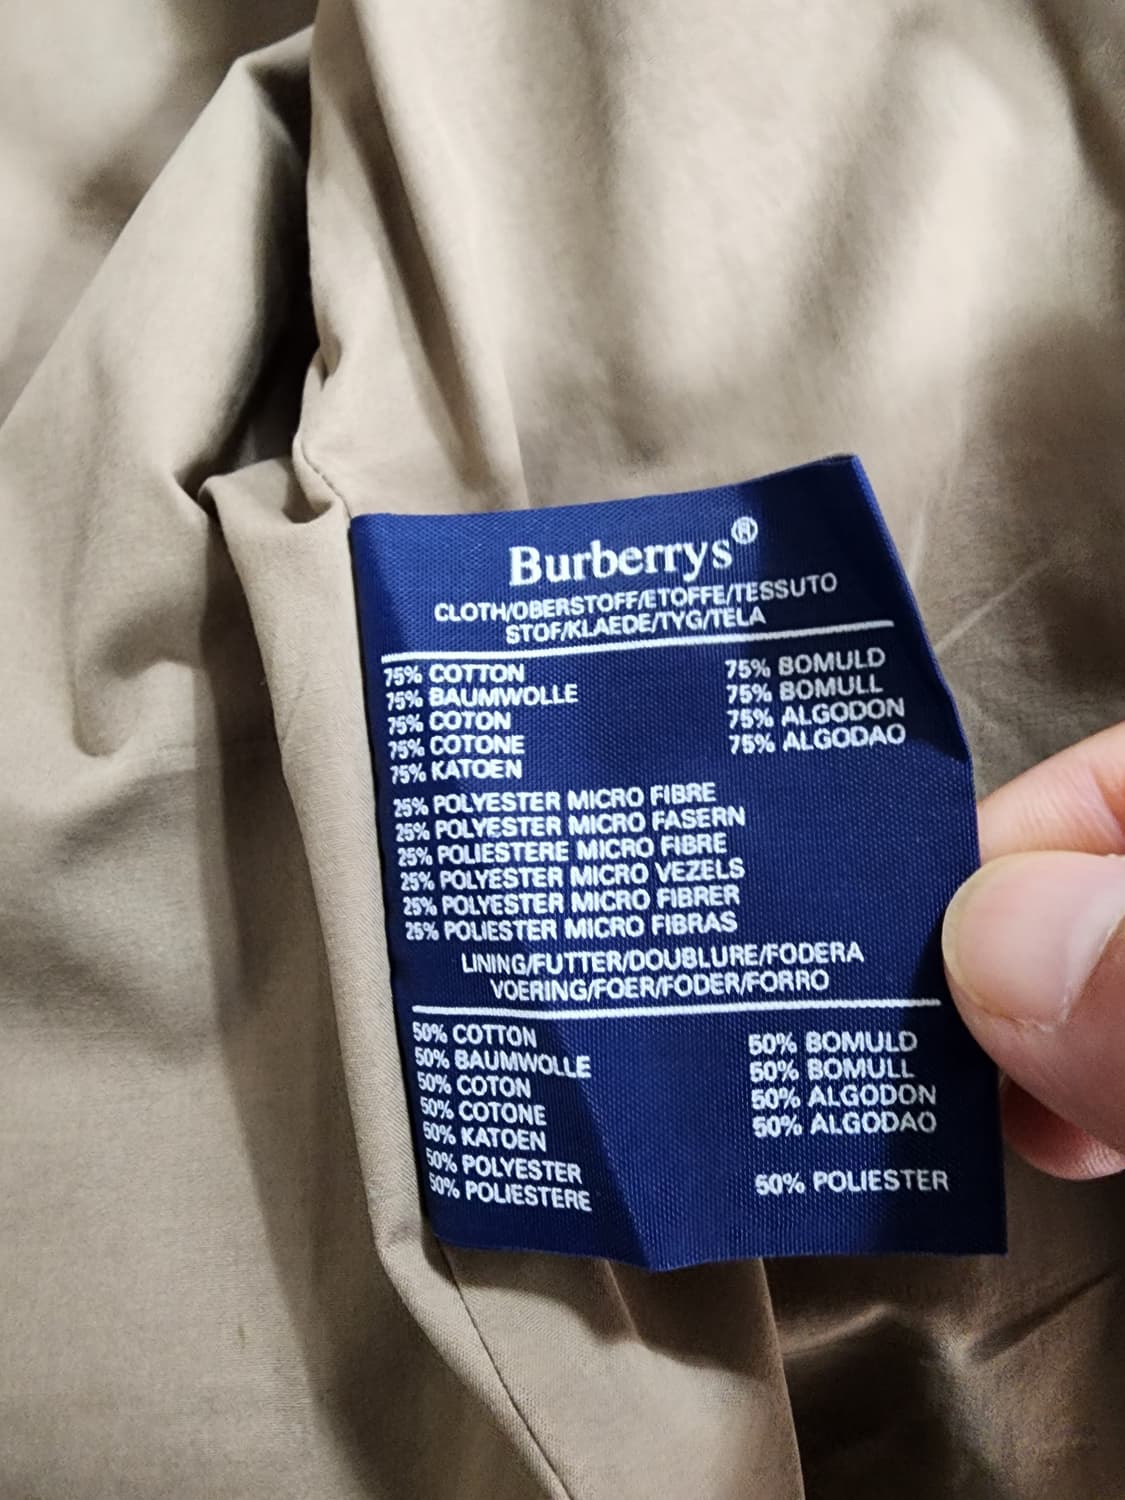 Burberrys®
CLOTH/OBERSTOFF/ETOFFE/TESSUTO
STOF/KLAEDE/TYG/TELA
75% COTTON 75% BOMULD
75% BAUMWOLLE 75% BOMULL
75% COTON 75% ALGODON
75% COTONE 75% ALGODAO
75% KATOEN
25% POLYESTER MICRO FIBRE
25% POLYESTER MICRO FASERN
25% POLIESTERE MICRO FIBRE
25% POLYESTER MICRO VEZELS
25% POLYESTER MICRO FIBRER
25% POLIESTER MICRO FIBRAS
LINING/FUTTER/DOUBLURE/FODERA
VOERING/FOER/FODER/FORRO
50% COTTON 50% BOMULD
50% BAUMWOLLE 50% BOMULL
50% COTON 50% ALGODON
50% COTONE 50% ALGODAO
50% KATOEN
50% POLYESTER
50% POLIESTERE 50% POLIESTER